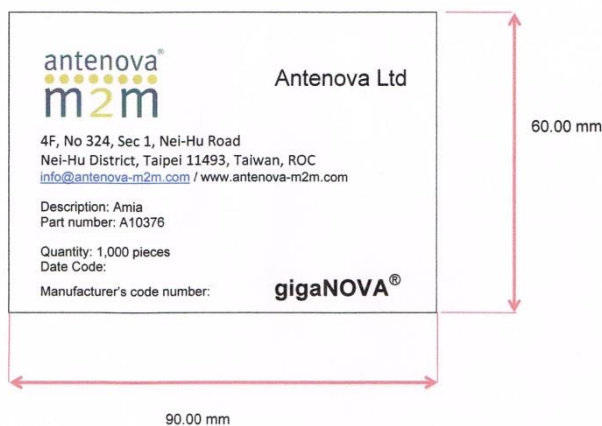 antenova®
m2m
Antenova Ltd
60.00 mm
4F, No 324, Sec 1, Nei-Hu Road
Nei-Hu District, Taipei 11493, Taiwan, ROC
info@antenova-m2m.com / www.antenova-m2m.com
Description: Amia
Part number: A10376
Quantity: 1,000 pieces
Date Code:
Manufacturer's code number:
gigaNOVA®
90.00 mm